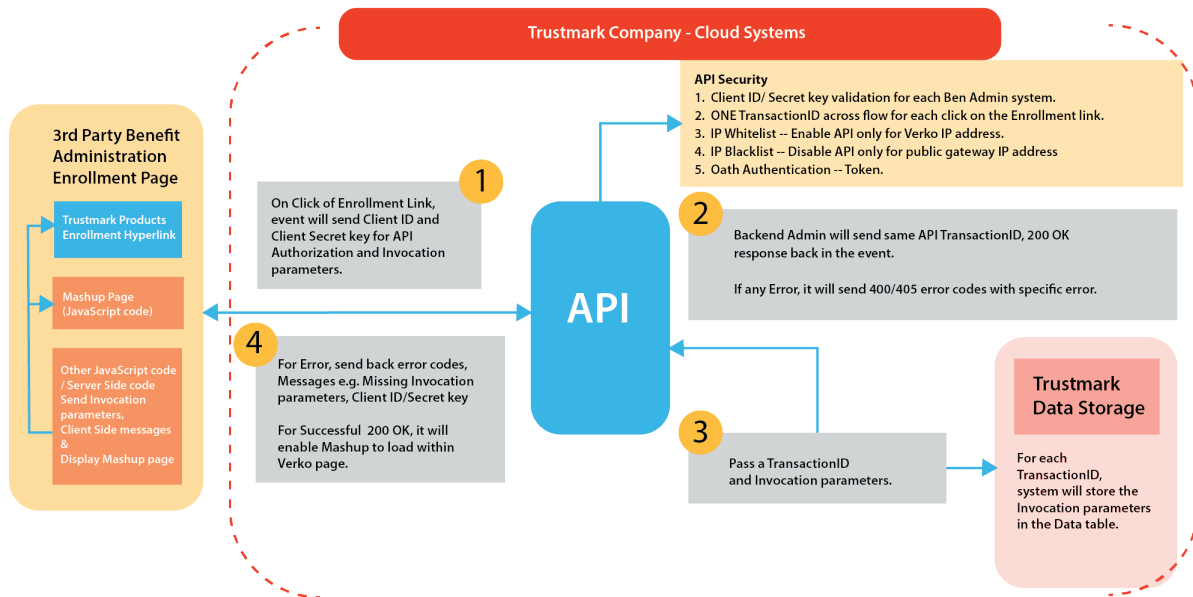 Trustmark Company - Cloud Systems
API Security
1. Client ID/ Secret key validation for each Ben Admin system.
2. ONE TransactionID across flow for each click on the Enrollment link.
3. IP Whitelist -- Enable API only for Verko IP address.
4. IP Blacklist -- Disable API only for public gateway IP address
5. Oath Authentication -- Token.
3rd Party Benefit
Administration
Enrollment Page
Trustmark Products
Enrollment Hyperlink
Mashup Page
(JavaScript code)
Other JavaScript code
/ Server Side code
Send Invocation
parameters,
Client Side messages
&
Display Mashup page
1
On Click of Enrollment Link,
event will send Client ID and
Client Secret key for API
Authorization and Invocation
parameters.
API
2
Backend Admin will send same API TransactionID, 200 OK
response back in the event.
If any Error, it will send 400/405 error codes with specific error.
4
For Error, send back error codes,
Messages e.g. Missing Invocation
parameters, Client ID/Secret key
For Successful 200 OK, it will
enable Mashup to load within
Verko page.
3
Pass a TransactionID
and Invocation parameters.
Trustmark
Data Storage
For each
TransactionID,
system will store the
Invocation parameters
in the Data table.